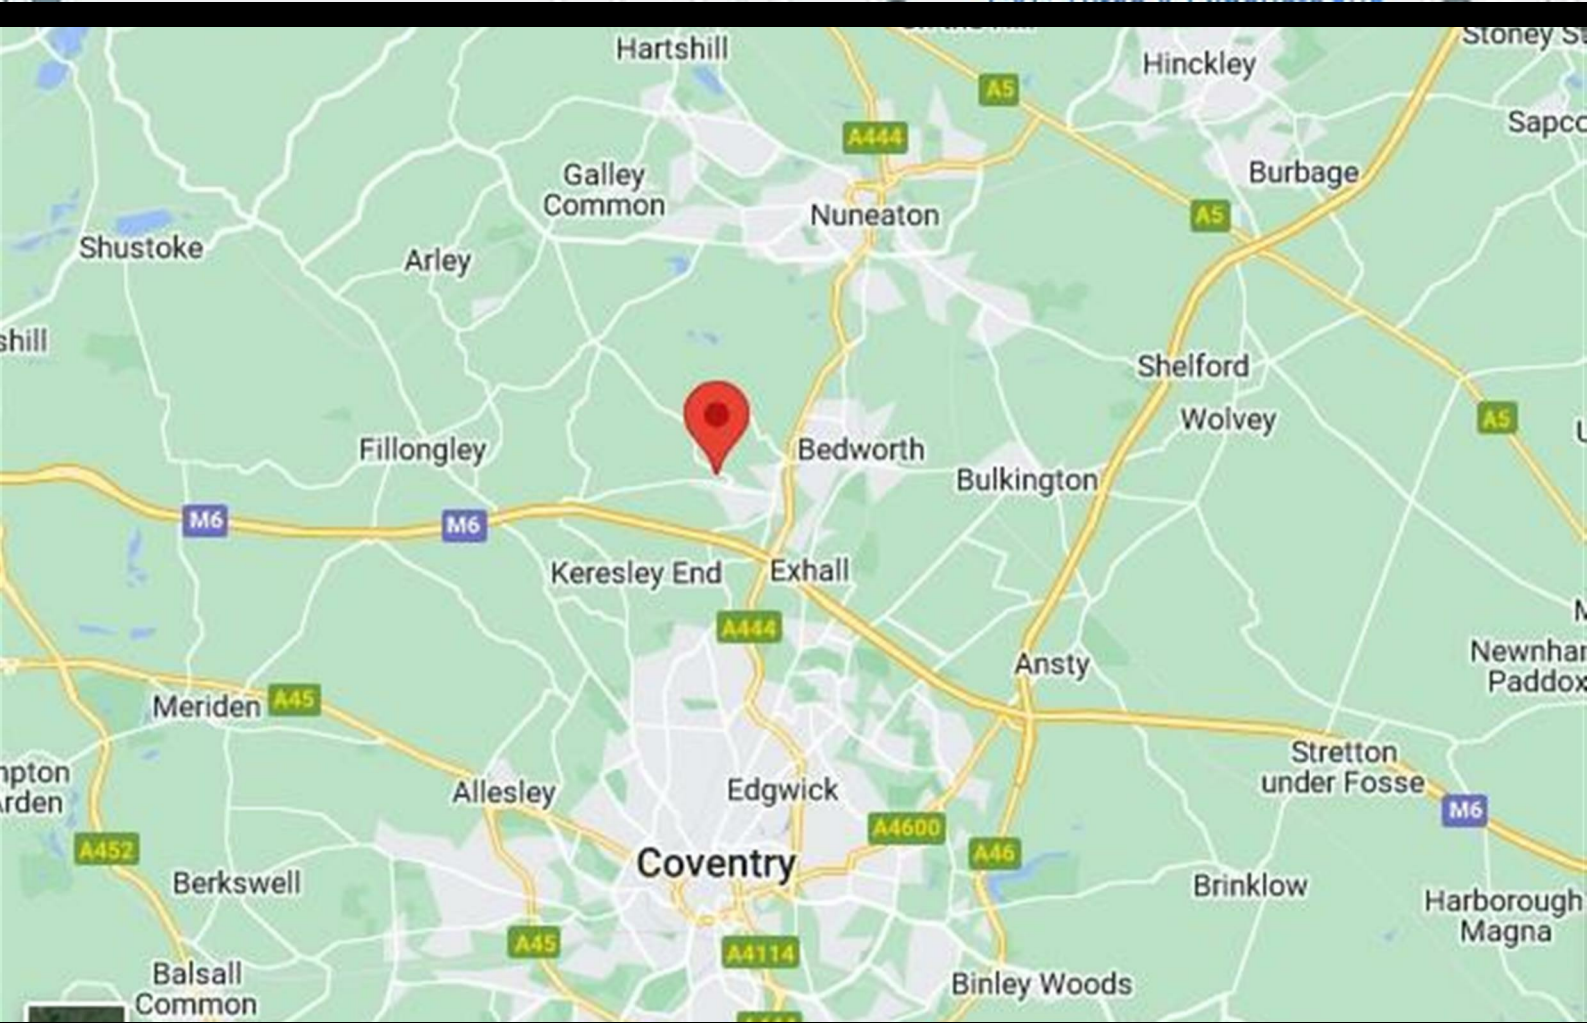 Hartshill
Hinckley
Stoney St
A5
Sapco
A444
Burbage
Galley
Common
Nuneaton
A5
Shustoke
Arley
shill
Shelford
Wolvey
A5
Fillongley
Bedworth
Bulkington
M6
M6
Keresley End
Exhall
A444
Ansty
Newnhar
Paddox
Meriden
A45
Stretton
under Fosse
mpton
Arden
Allesley
Edgwick
M6
A4600
A452
A46
Coventry
Berkswell
Brinklow
Harborough
Magna
A45
A4114
Balsall
Common
Binley Woods